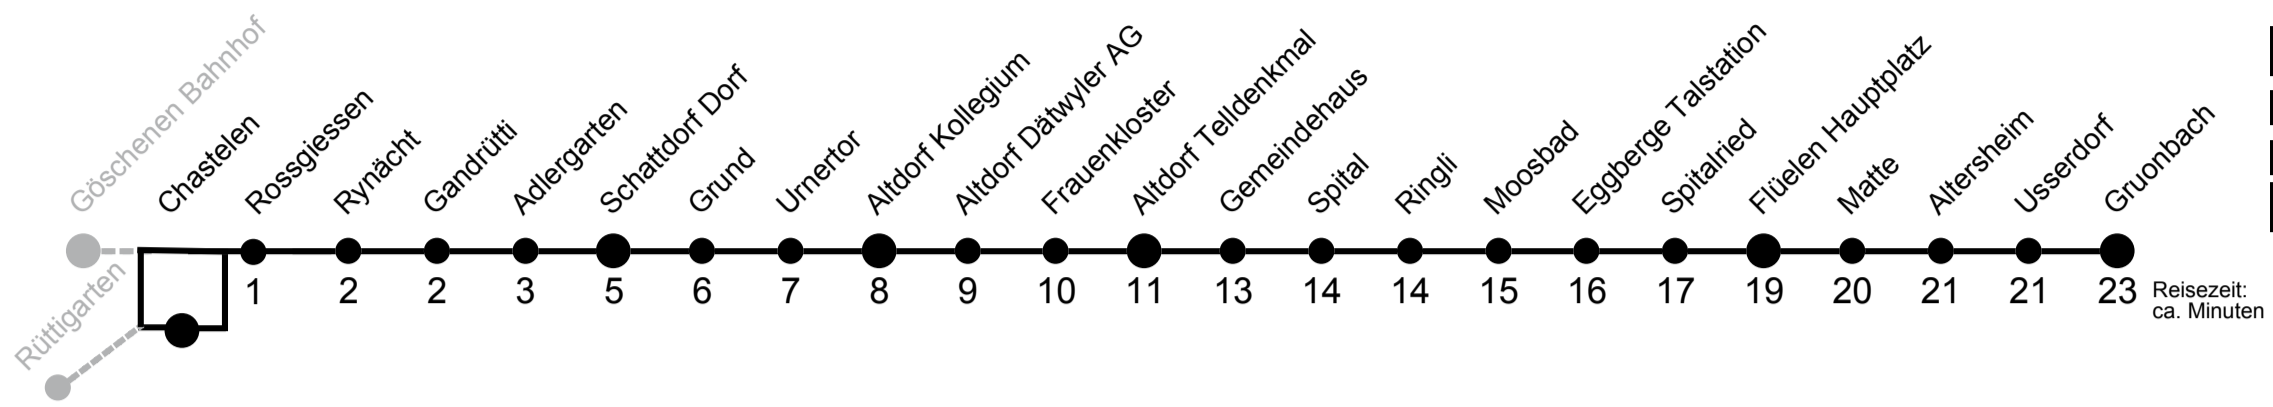 Göschenen Bahnhof
Chastelen
Rossgiessen
Rynächt
Gandrütti
Adlergarten
Schattdorf Dorf
Grund
Urnertor
Altdorf Kollegium
Altdorf Dätwyler AG
Frauenkloster
Altdorf Telldenkmal
Gemeindehaus
Spital
Ringli
Moosbad
Eggberge Talstation
Spitalried
Flüelen Hauptplatz
Matte
Altersheim
Usserdorf
Gruonbach
Rüttigarten
1 2 2 3 5 6 7 8 9 10 11 13 14 14 15 16 17 19 20 21 21 23
Reisezeit:
ca. Minuten